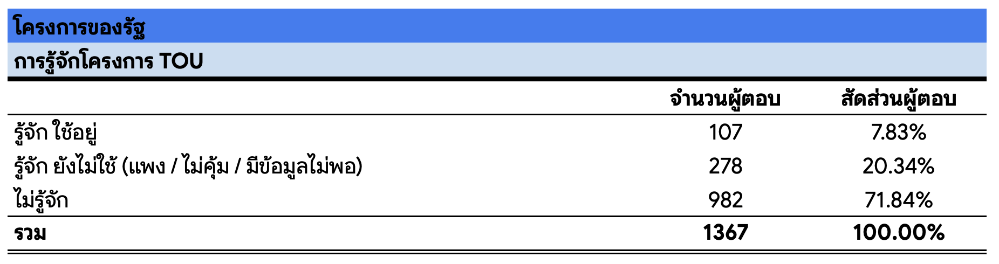 โครงการของรัฐ
การรู้จักโครงการ TOU
จำนวนผู้ตอบ สัดส่วนผู้ตอบ
รู้จัก ใช้อยู่ 107 7.83%
รู้จัก ยังไม่ใช้ (แพง / ไม่คุ้ม / มีข้อมูลไม่พอ) 278 20.34%
ไม่รู้จัก 982 71.84%
รวม 1367 100.00%